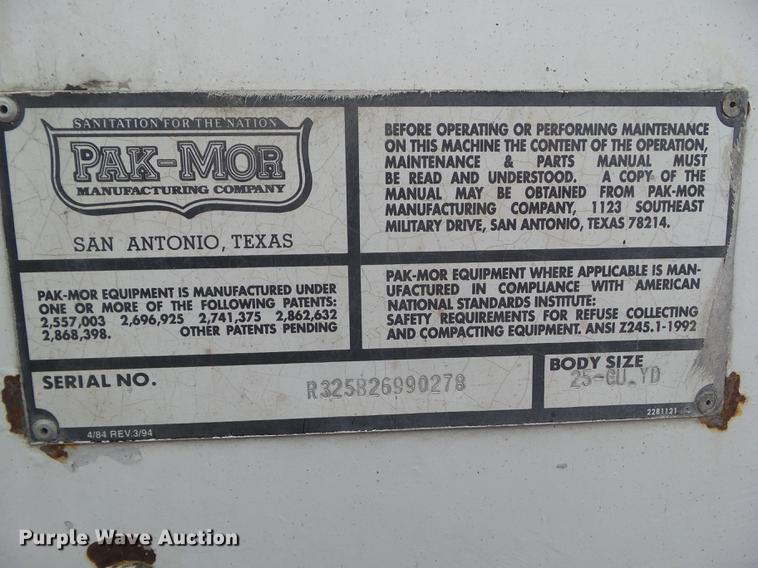 SANITATION FOR THE NATION
PAK-MOR
MANUFACTURING COMPANY
SAN ANTONIO, TEXAS
BEFORE OPERATING OR PERFORMING MAINTENANCE
ON THIS MACHINE THE CONTENT OF THE OPERATION,
MAINTENANCE & PARTS MANUAL MUST
BE READ AND UNDERSTOOD. A COPY OF THE
MANUAL MAY BE OBTAINED FROM PAK-MOR
MANUFACTURING COMPANY, 1123 SOUTHEAST
MILITARY DRIVE, SAN ANTONIO, TEXAS 78214.
PAK-MOR EQUIPMENT IS MANUFACTURED UNDER
ONE OR MORE OF THE FOLLOWING PATENTS:
2,557,003 2,696,925 2,741,375 2,862,632
2,868,398. OTHER PATENTS PENDING
PAK-MOR EQUIPMENT WHERE APPLICABLE IS MAN-
UFACTURED IN COMPLIANCE WITH AMERICAN
NATIONAL STANDARDS INSTITUTE:
SAFETY REQUIREMENTS FOR REFUSE COLLECTING
AND COMPACTING EQUIPMENT. ANSI Z245.1-1992
SERIAL NO. R325B26990278
BODY SIZE
25-CU.YD
4/84 REV.3/94
2281121
Purple Wave Auction